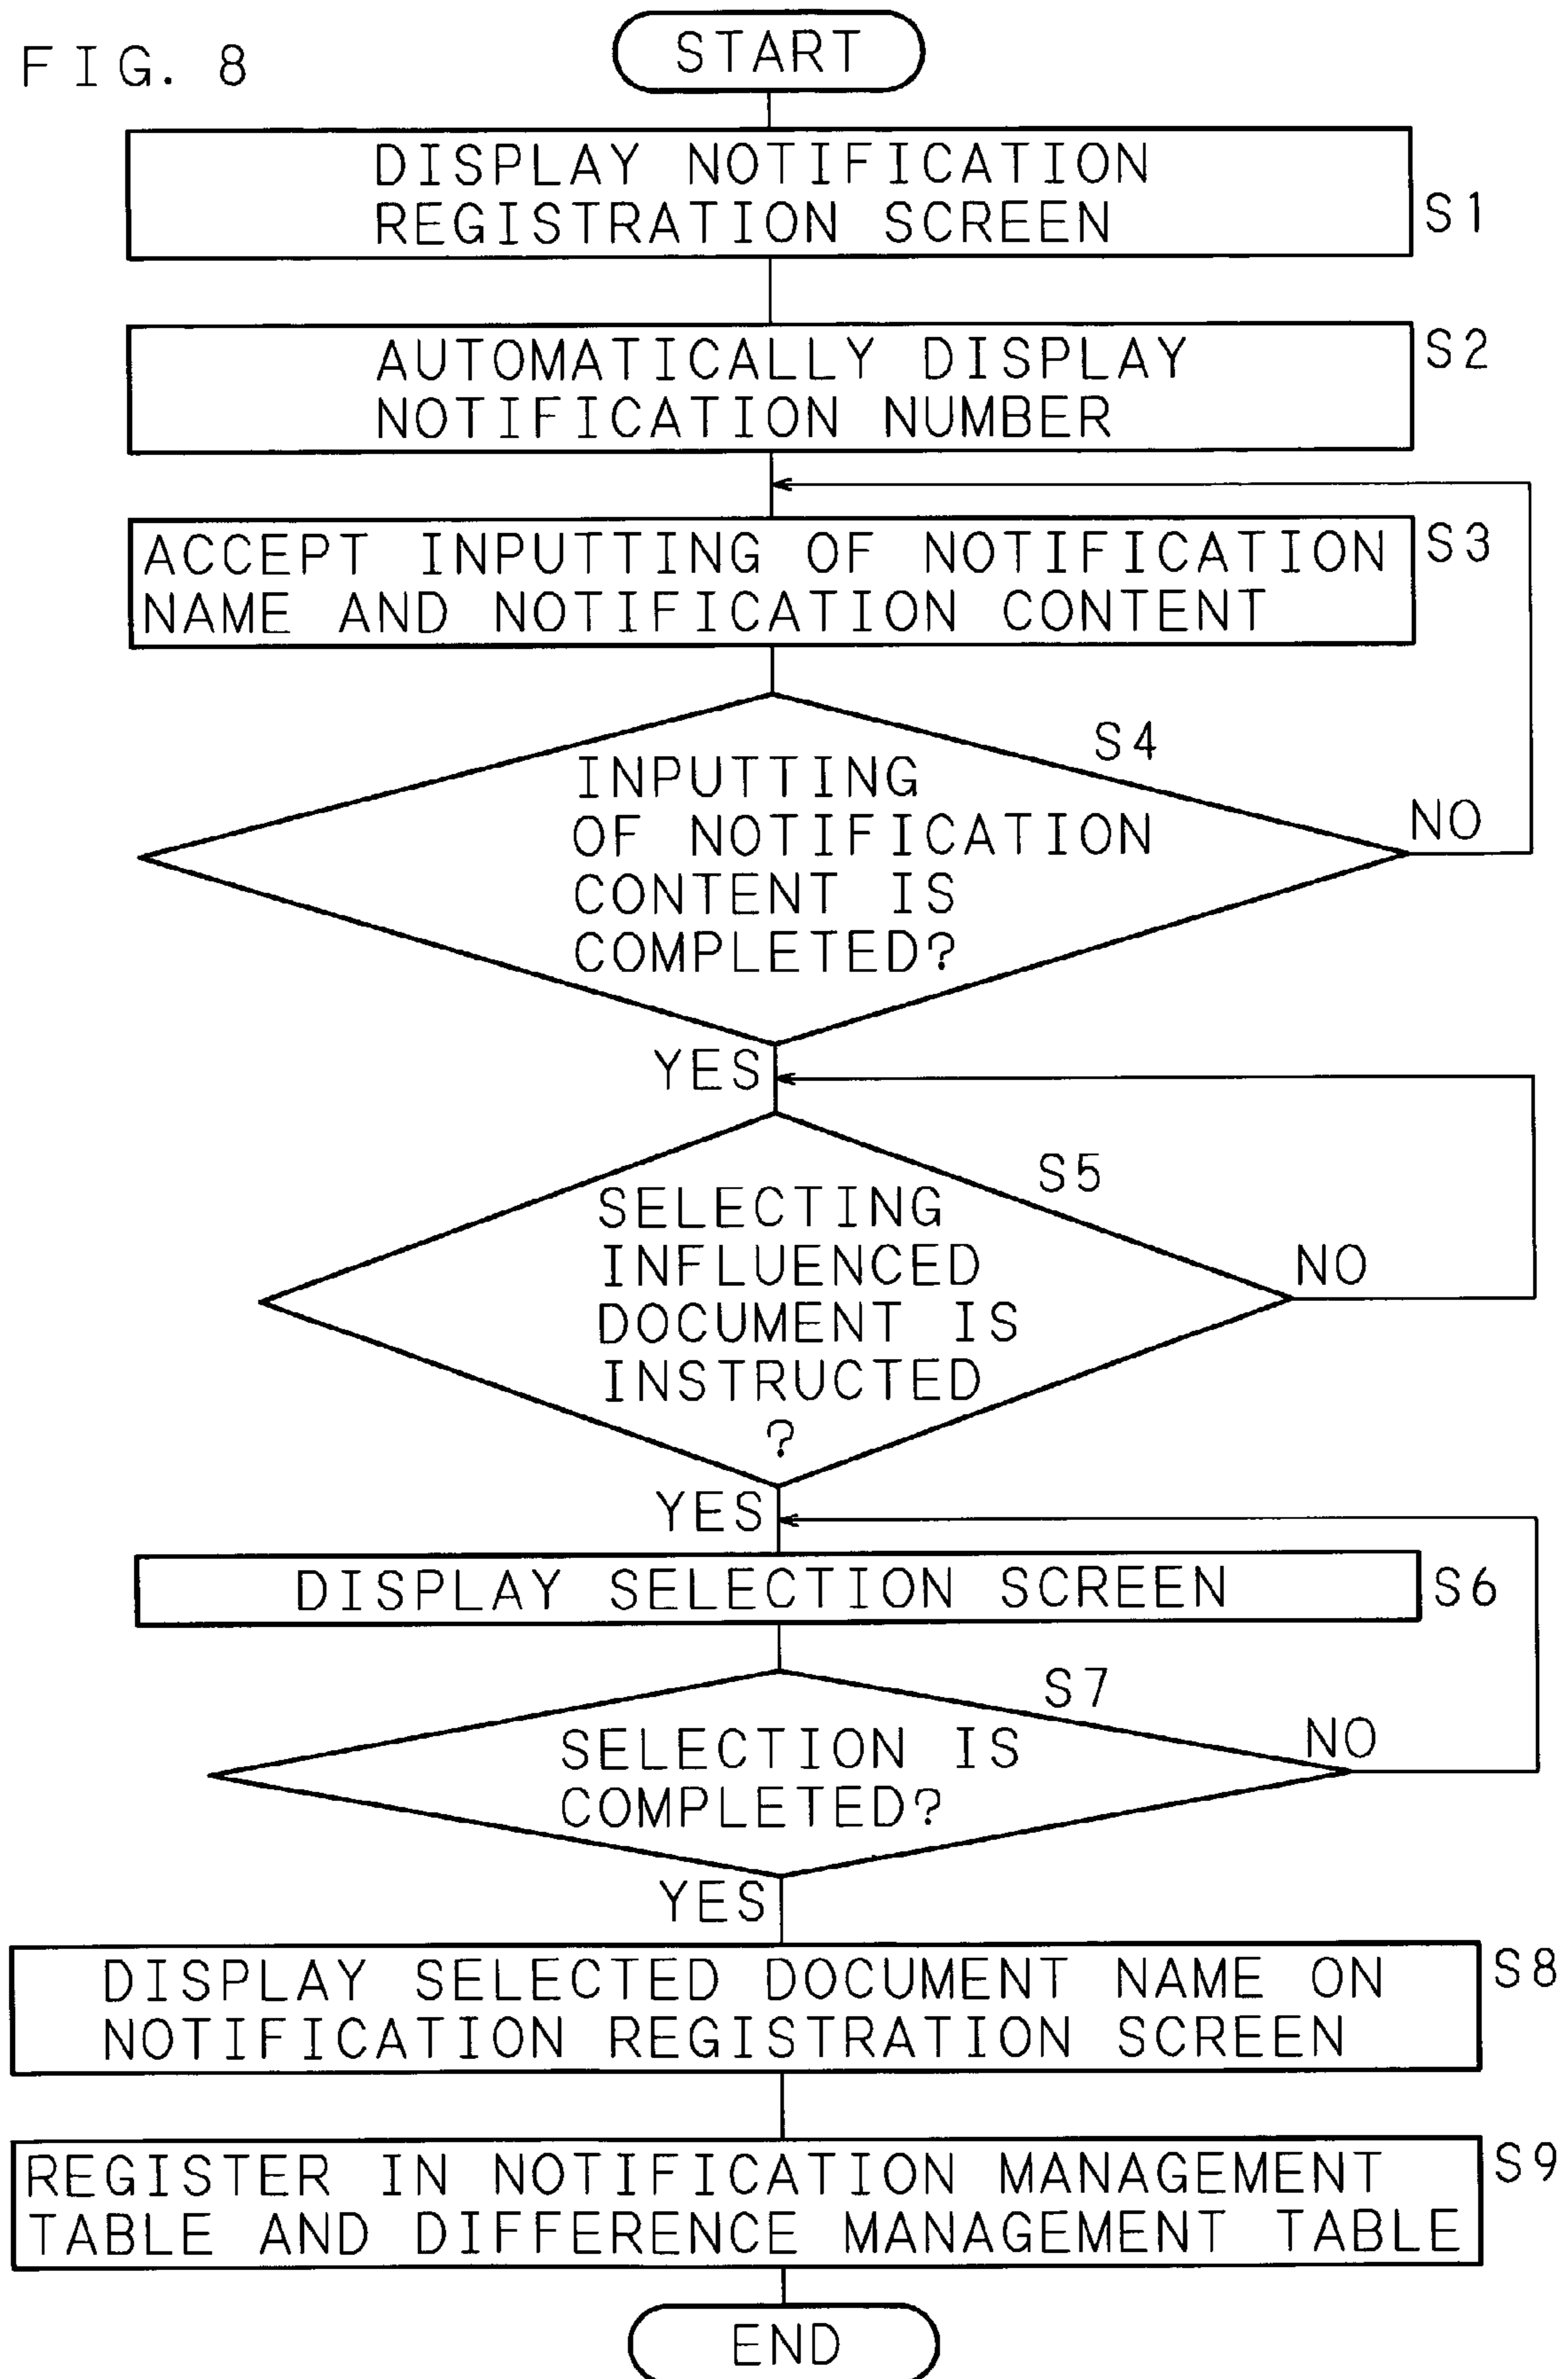 FIG. 8
START
DISPLAY NOTIFICATION
REGISTRATION SCREEN
S1
AUTOMATICALLY DISPLAY
NOTIFICATION NUMBER
S2
ACCEPT INPUTTING OF NOTIFICATION
NAME AND NOTIFICATION CONTENT
S3
S4
INPUTTING
OF NOTIFICATION
CONTENT IS
COMPLETED?
NO
YES
S5
SELECTING
INFLUENCED
DOCUMENT IS
INSTRUCTED
?
NO
YES
DISPLAY SELECTION SCREEN
S6
S7
SELECTION IS
COMPLETED?
NO
YES
DISPLAY SELECTED DOCUMENT NAME ON
NOTIFICATION REGISTRATION SCREEN
S8
REGISTER IN NOTIFICATION MANAGEMENT
TABLE AND DIFFERENCE MANAGEMENT TABLE
S9
END